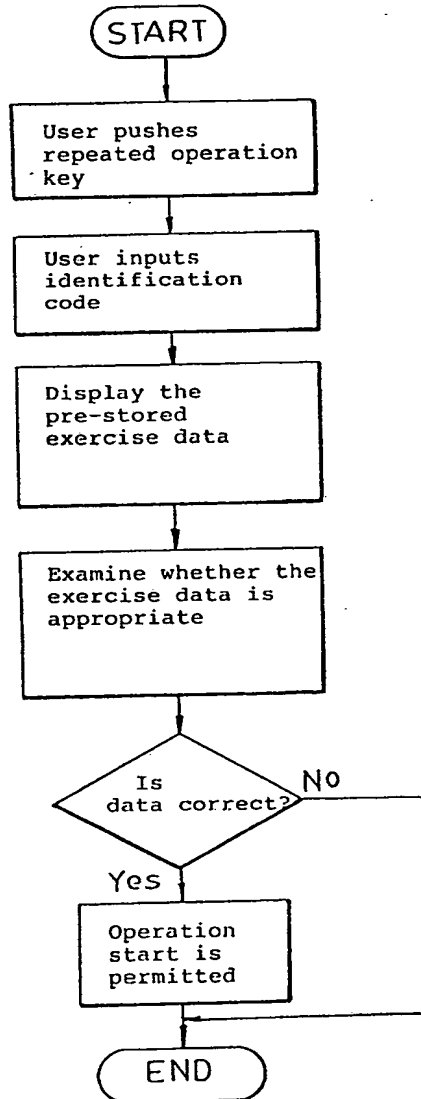 START
User pushes
repeated operation
key
User inputs
identification
code
Display the
pre-stored
exercise data
Examine whether the
exercise data is
appropriate
Is
data correct?
No
Yes
Operation
start is
permitted
END